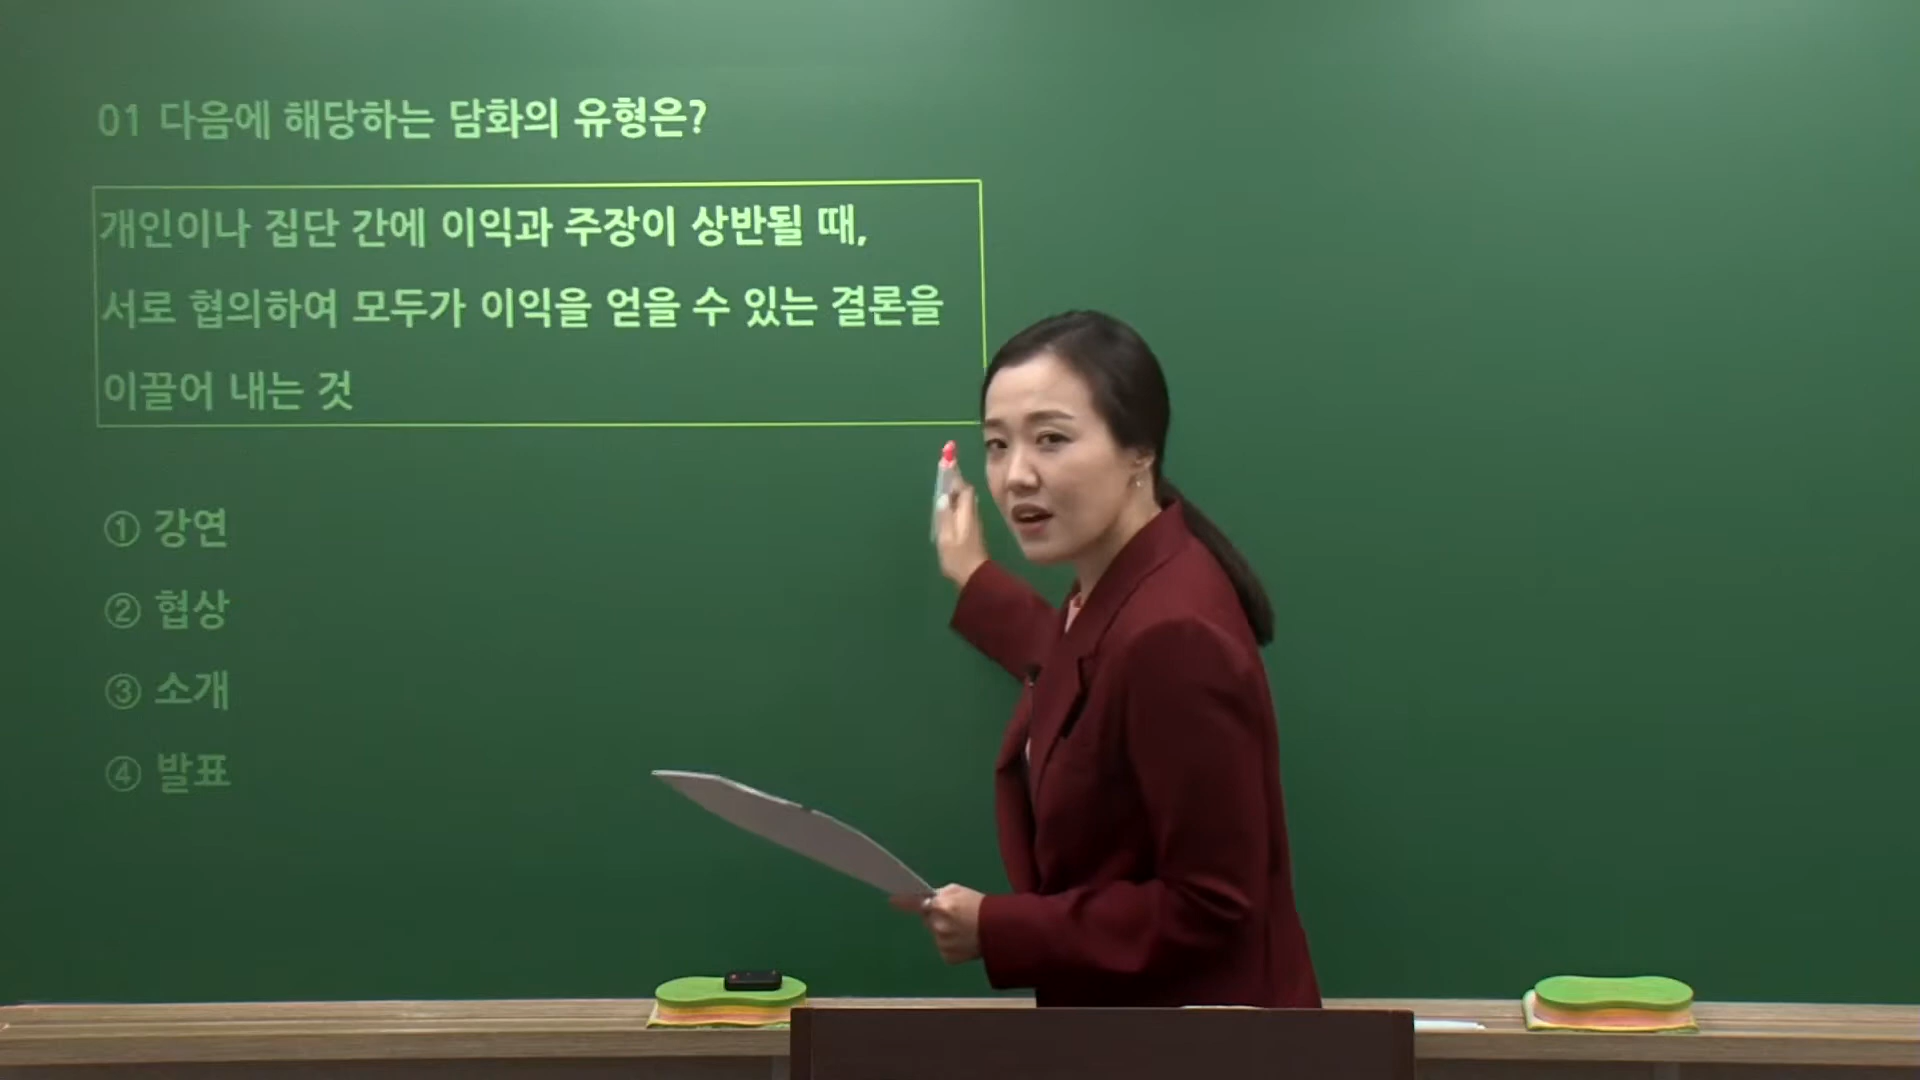 01 다음에 해당하는 담화의 유형은?
개인이나 집단 간에 이익과 주장이 상반될 때,
서로 협의하여 모두가 이익을 얻을 수 있는 결론을
이끌어 내는 것
① 강연
② 협상
③ 소개
④ 발표